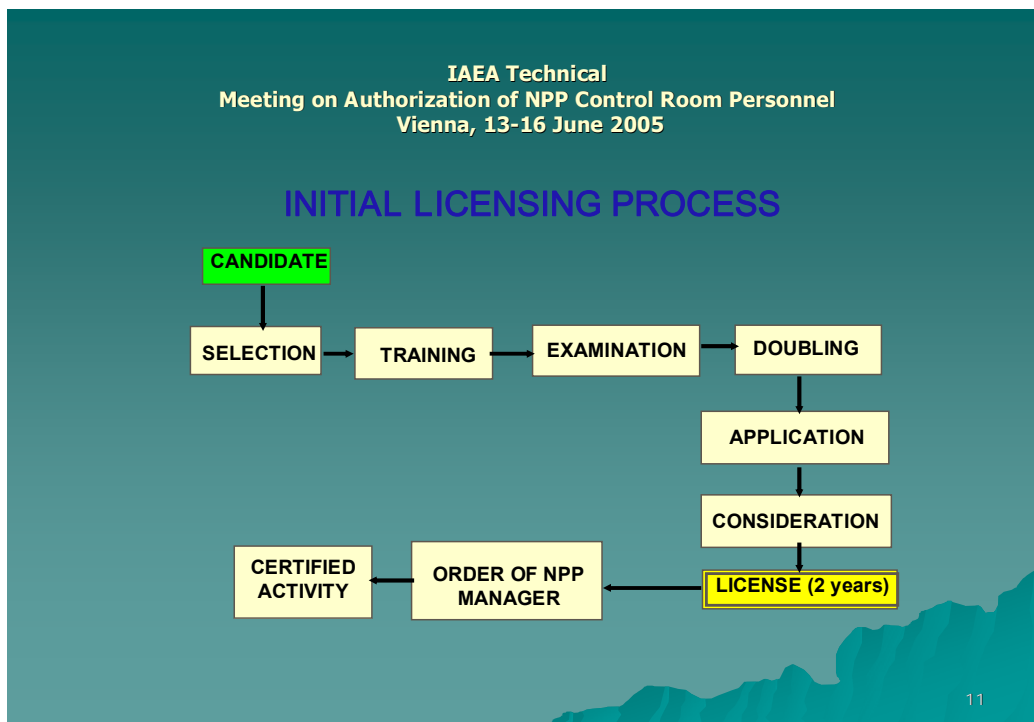 IAEA Technical
Meeting on Authorization of NPP Control Room Personnel
Vienna, 13-16 June 2005
INITIAL LICENSING PROCESS
CANDIDATE
SELECTION
TRAINING
EXAMINATION
DOUBLING
APPLICATION
CONSIDERATION
LICENSE (2 years)
ORDER OF NPP
MANAGER
CERTIFIED
ACTIVITY
11